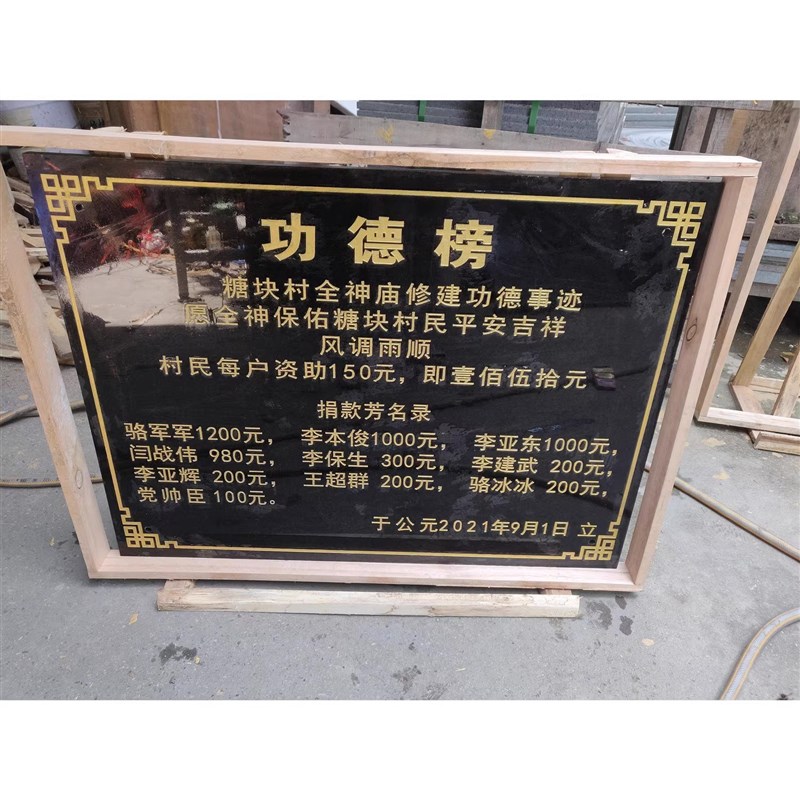 功德榜
糖块村全神庙修建功德事迹
愿全神保佑糖块村民平安吉祥
风调雨顺
村民每户资助150元，即壹佰伍拾元
捐款芳名录
骆军军1200元， 李本俊1000元， 李亚东1000元，
闫战伟 980元， 李保生 300元， 李建武 200元，
李亚辉 200元， 王超群 200元， 骆冰冰 200元，
党帅臣 100元。
于公元2021年9月1日 立